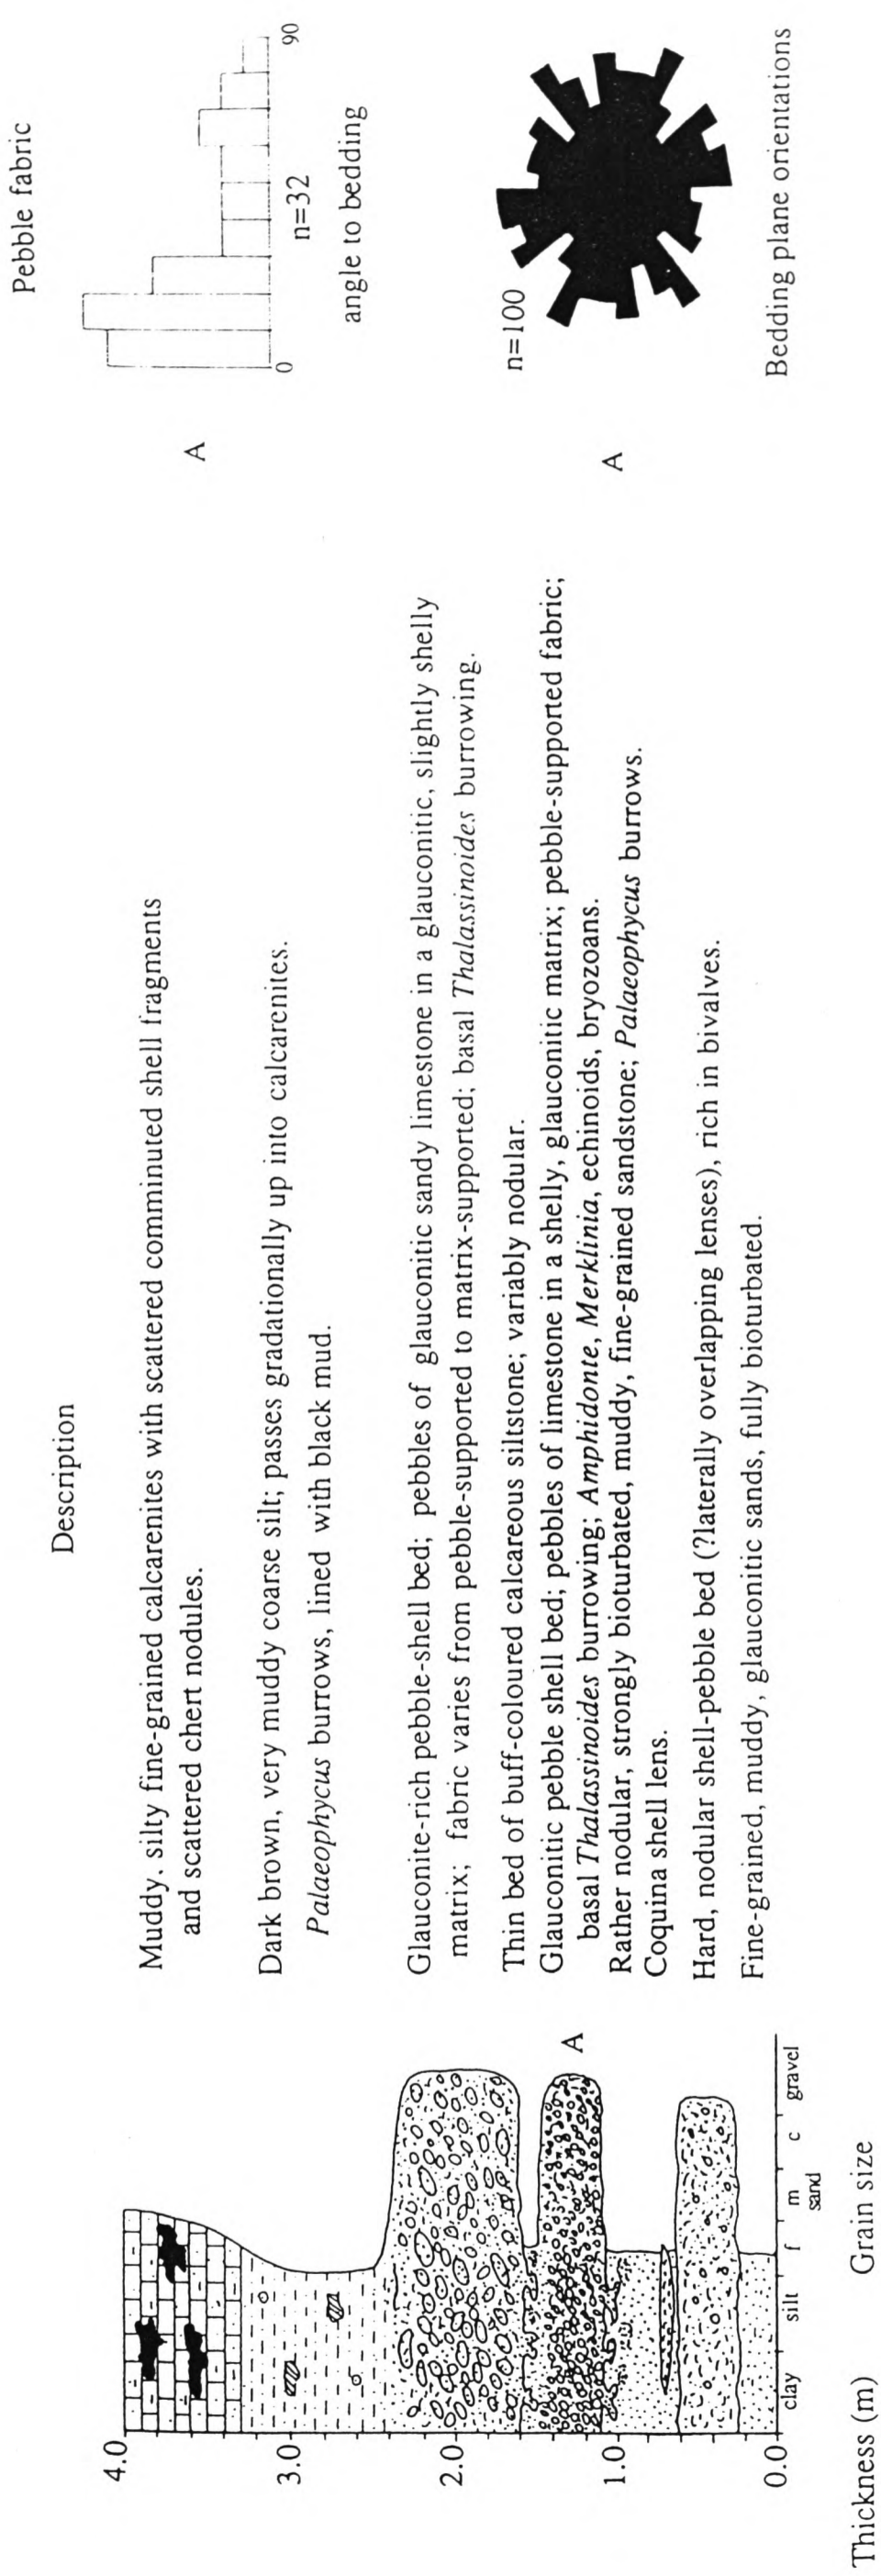 Description
Pebble fabric
Muddy. silty fine-grained calcarenites with scattered comminuted shell fragments
and scattered chert nodules.
Dark brown, very muddy coarse silt; passes gradationally up into calcarenites.
Palaeophycus burrows, lined with black mud.
Glauconite-rich pebble-shell bed; pebbles of glauconitic sandy limestone in a glauconitic, slightly shelly
matrix; fabric varies from pebble-supported to matrix-supported; basal Thalassinoides burrowing.
Thin bed of buff-coloured calcareous siltstone; variably nodular.
Glauconitic pebble shell bed; pebbles of limestone in a shelly, glauconitic matrix; pebble-supported fabric;
basal Thalassinoides burrowing; Amphidonte, Merklinia, echinoids, bryozoans.
Rather nodular, strongly bioturbated, muddy, fine-grained sandstone; Palaeophycus burrows.
Coquina shell lens.
Hard, nodular shell-pebble bed (?laterally overlapping lenses), rich in bivalves.
Fine-grained, muddy, glauconitic sands, fully bioturbated.
4.0
3.0
2.0
1.0
0.0
A
clay silt f m c gravel
sand
Thickness (m) Grain size
A
0 90
n=32
angle to bedding
A
n=100
Bedding plane orientations